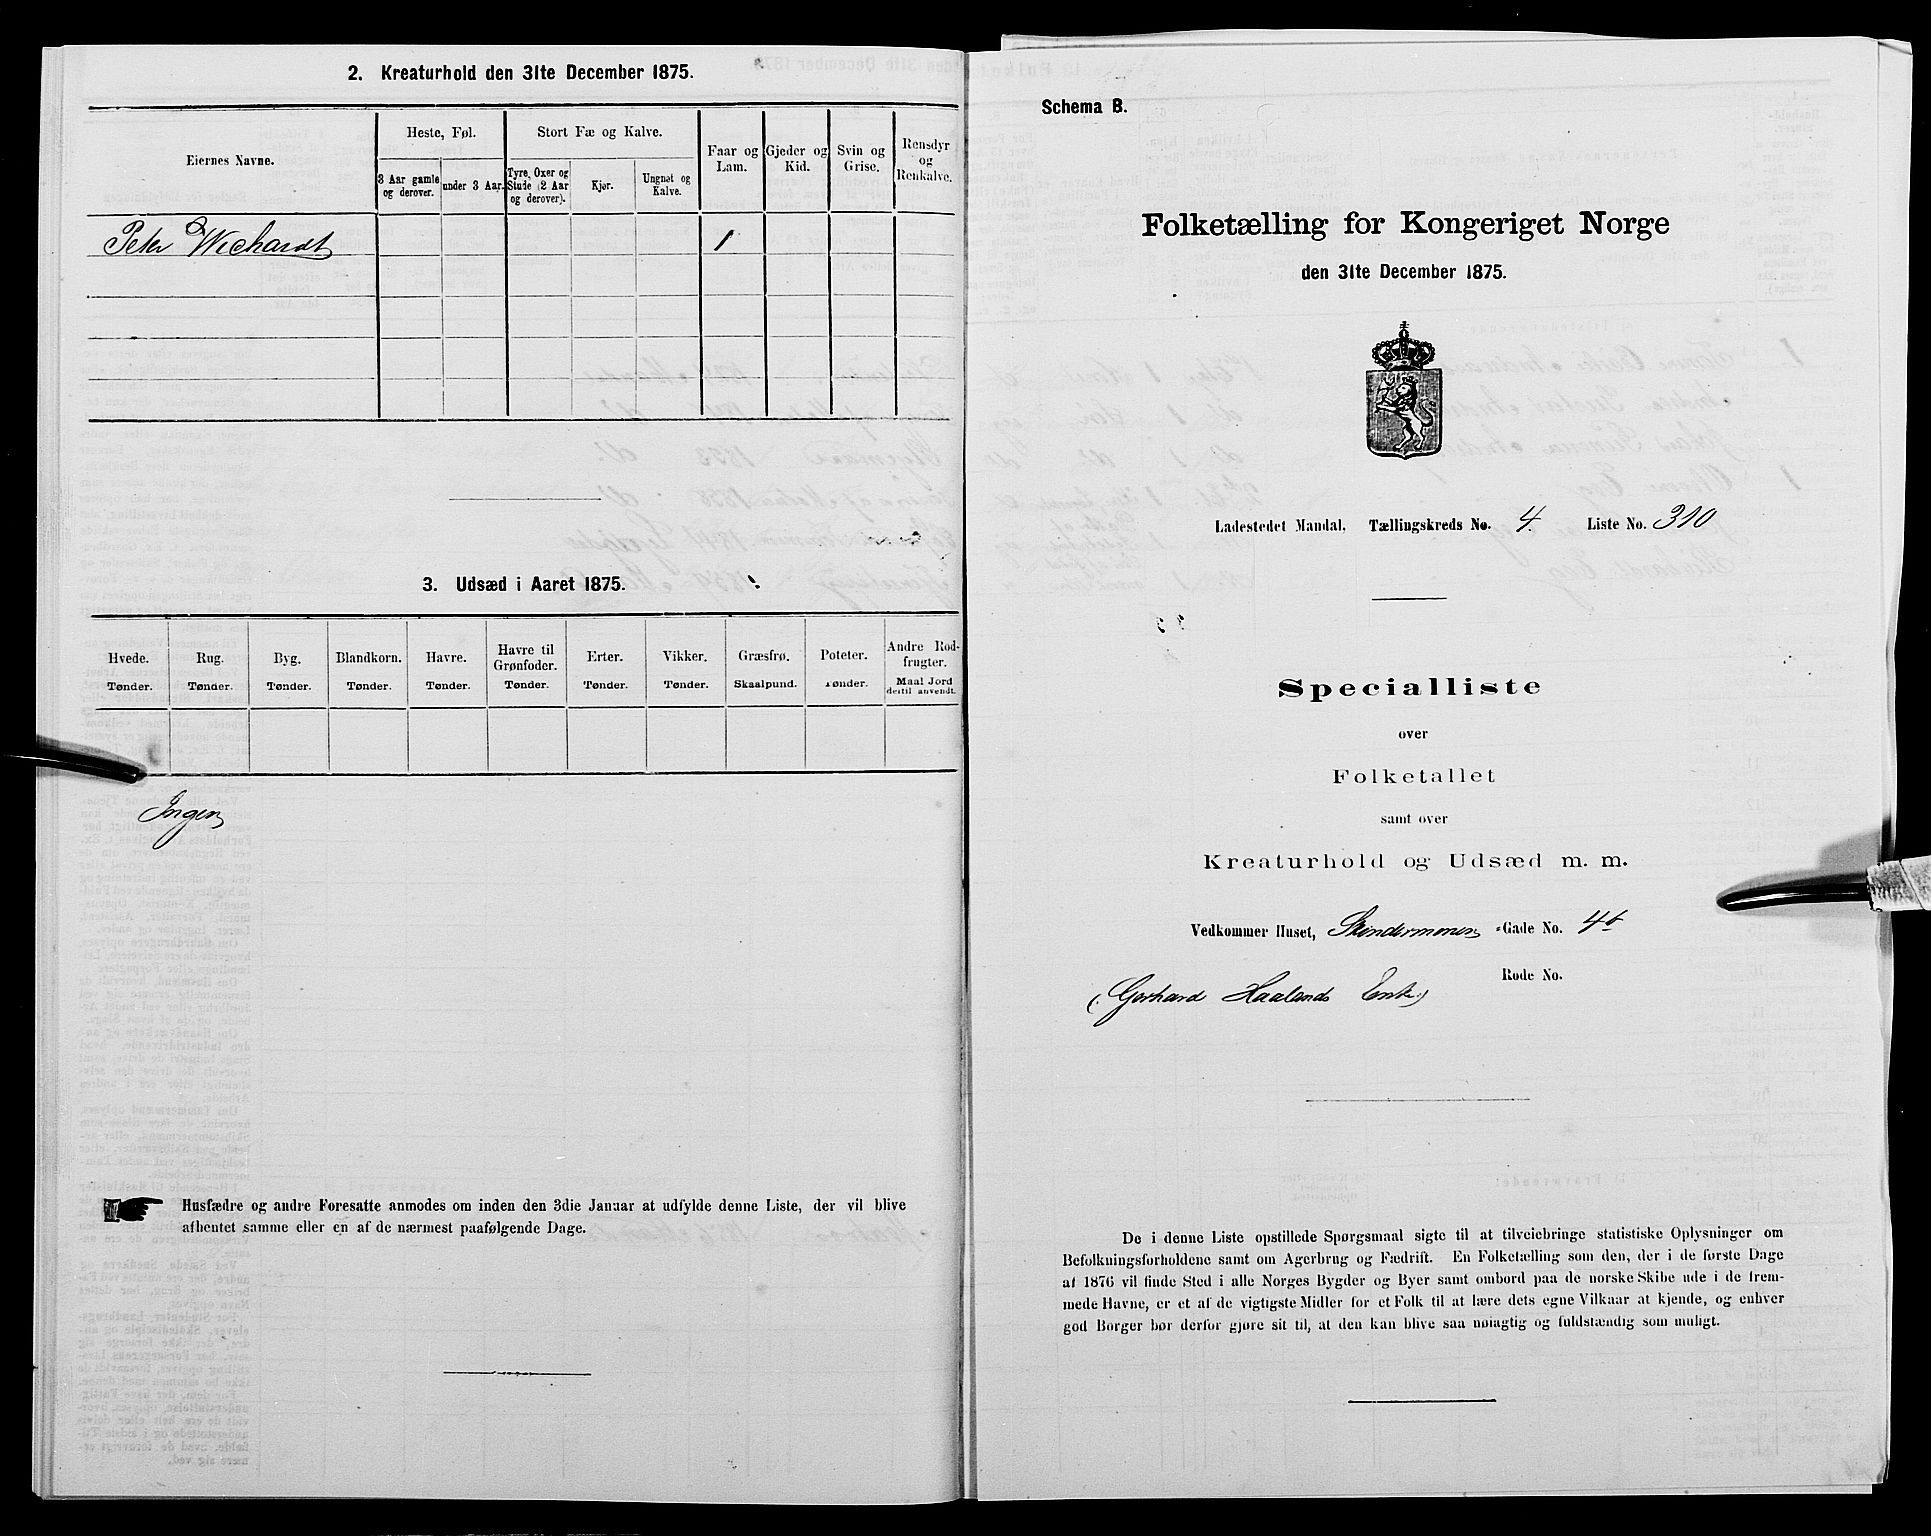 2. Kreaturhold den 31te December 1875.
Eiernes Navne.
Heste, Føl.
Stort Fæ og Kalve.
Faar og Lam.
Gjeder og Kid.
Svin og Grise.
Rensdyr og Renkalve.
3 Aar gamle og derover.
under 3 Aar.
Tyre, Oxer og Stude (2 Aar og derover).
Kjør.
Ungnøt og Kalve.
Peter Wichardt 1
3. Udsæd i Aaret 1875.
Hvede. Rug. Byg. Blandkorn. Havre. Havre til Grønfoder. Erter. Vikker. Græsfrø. Poteter. Andre Rodfrugter.
Tønder. Tønder. Tønder. Tønder. Tønder. Tønder. Tønder. Tønder. Skaalpund. Tønder. Maal Jord dertil anvendt.
Ingen
Husfædre og andre Foresatte anmodes om inden den 3die Januar at udfylde denne Liste, der vil blive
afhentet samme eller en af de nærmest paafølgende Dage.
Schema B.
Folketælling for Kongeriget Norge
den 31te December 1875.
Ladestedet Mandal, Tællingskreds No. 4 Liste No. 310
Specialliste
over
Folketallet
samt over
Kreaturhold og Udsæd m. m.
Vedkommer Huset, Skindermonens -Gade No. 4b
Rode No.
(Gerhard Haalands Enke)
De i denne Liste opstillede Spørgsmaal sigte til at tilveiebringe statistiske Oplysninger om
Befolkningsforholdene samt om Agerbrug og Fædrift. En Folketælling som den, der i de første Dage
af 1876 vil finde Sted i alle Norges Bygder og Byer samt ombord paa de norske Skibe ude i de fremmede
Havne, er et af de vigtigste Midler for et Folk til at lære dets egne Vilkaar at kjende, og enhver
god Borger bør derfor gjøre sit til, at den kan blive saa nøiagtig og fuldstændig som muligt.